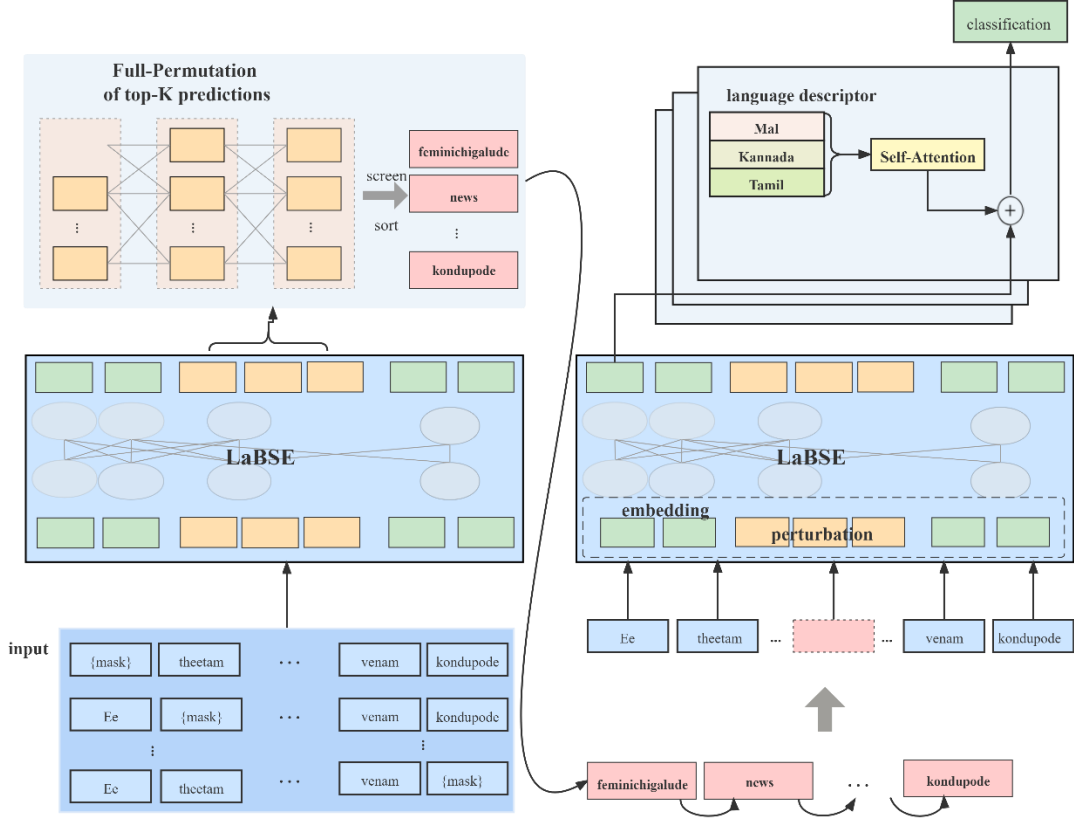 classification
Full-Permutation
of top-K predictions
feminichigalude
screen
news
sort
⋮
kondupode
language descriptor
Mal
Kannada
Tamil
Self-Attention
+
LaBSE
LaBSE
embedding
perturbation
input
{mask} theetam ... venam kondupode
Ee {mask} ... venam kondupode
⋮ ⋮
Ee theetam ... venam {mask}
Ee theetam ... ... venam kondupode
feminichigalude news ... kondupode